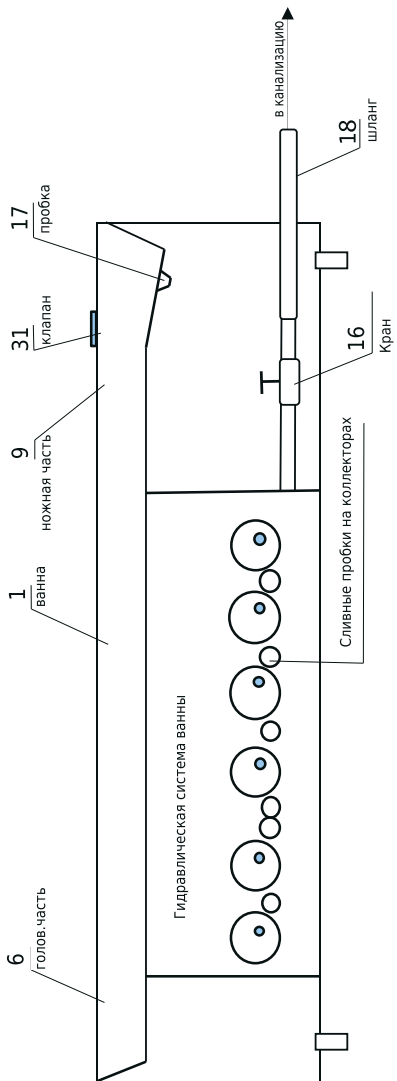 6
голов.часть
1
ванна
9
ножная часть
31
клапан
17
пробка
в канализацию
18
шланг
16
Кран
Гидравлическая система ванны
Сливные пробки на коллекторах